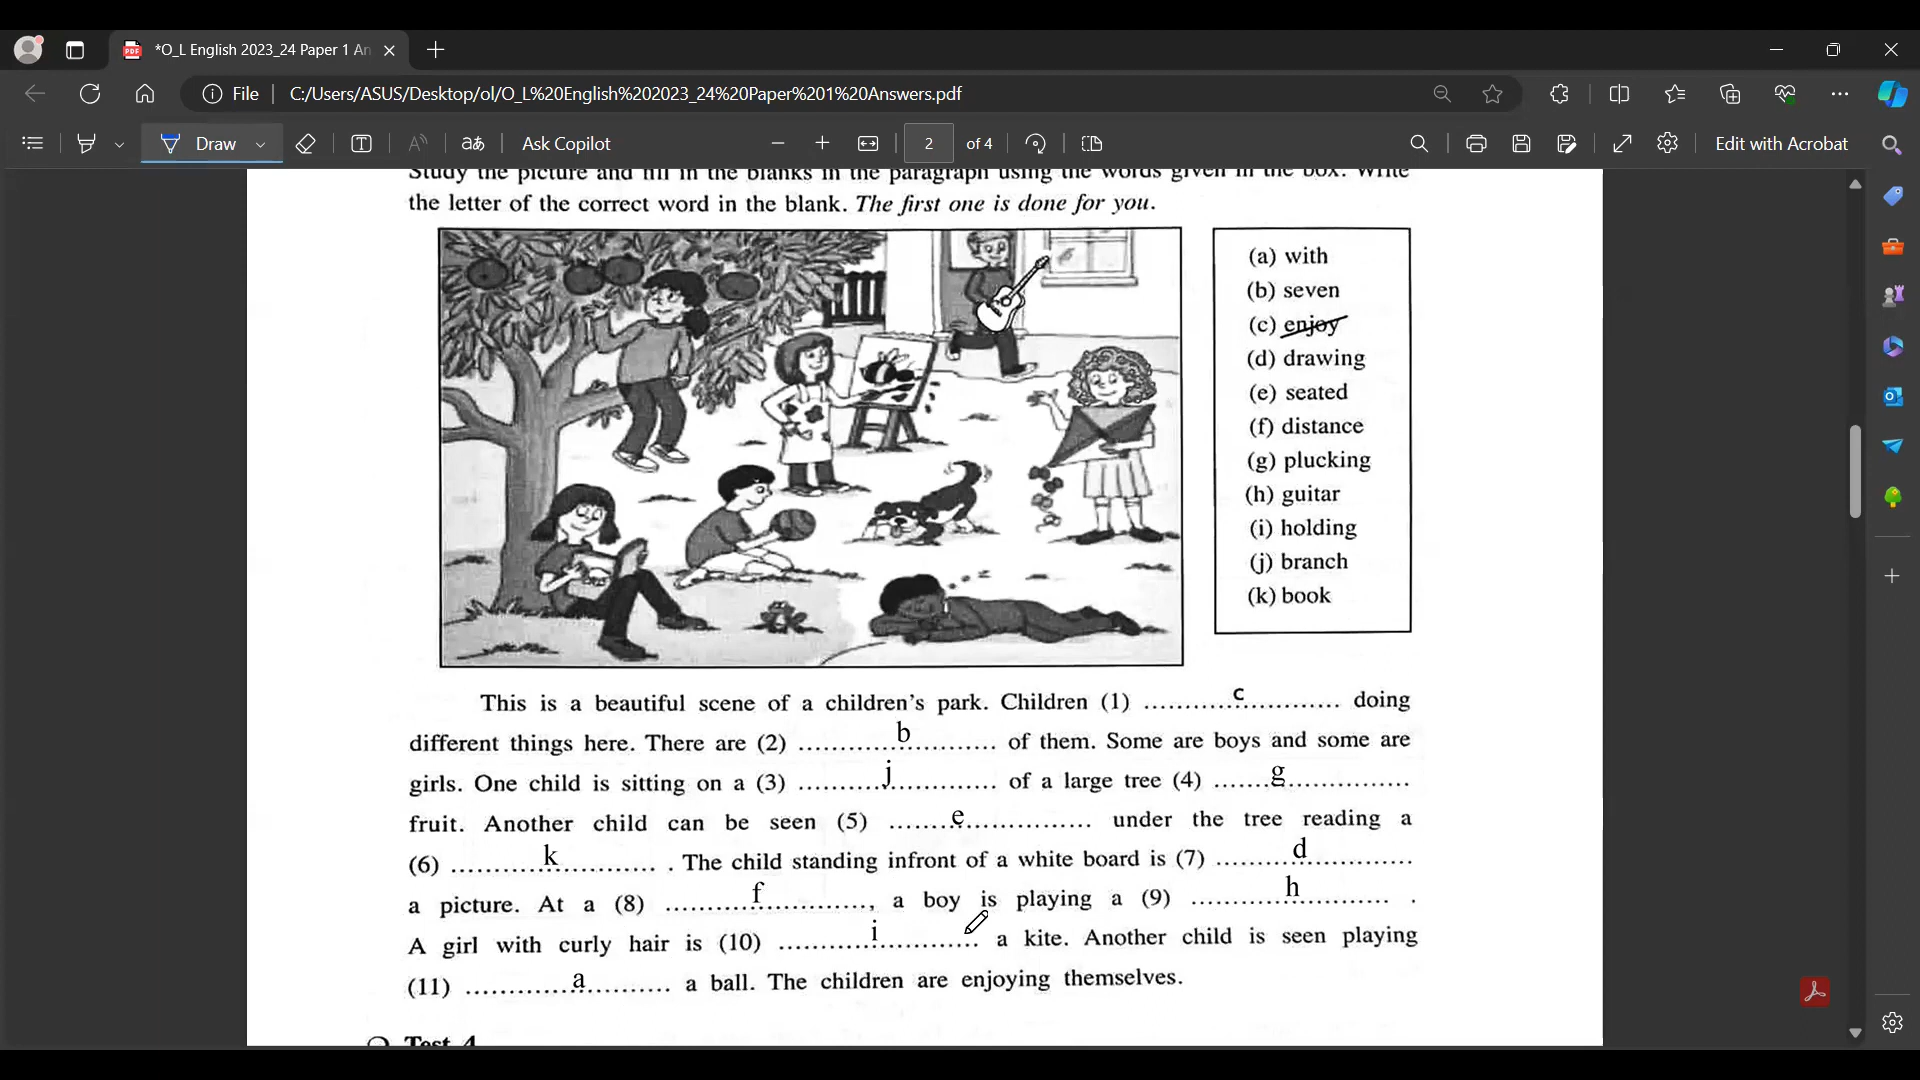 *O_L English 2023_24 Paper 1 An
File
C:/Users/ASUS/Desktop/ol/O_L%20English%202023_24%20Paper%201%20Answers.pdf
Draw
Ask Copilot
2 of 4
Edit with Acrobat
Study the picture and fill in the blanks in the paragraph using the words given in the box. Write
the letter of the correct word in the blank. The first one is done for you.
(a) with
(b) seven
(c) enjoy
(d) drawing
(e) seated
(f) distance
(g) plucking
(h) guitar
(i) holding
(j) branch
(k) book
This is a beautiful scene of a children's park. Children (1) ............c............ doing
different things here. There are (2) ............b............ of them. Some are boys and some are
girls. One child is sitting on a (3) ............j............ of a large tree (4) .......g................
fruit. Another child can be seen (5) ........e................ under the tree reading a
(6) ............k............ . The child standing infront of a white board is (7) ..........d..............
a picture. At a (8) ...........f............., a boy is playing a (9) ............h............ .
A girl with curly hair is (10) ...........i............. a kite. Another child is seen playing
(11) .............a........... a ball. The children are enjoying themselves.
Test 4